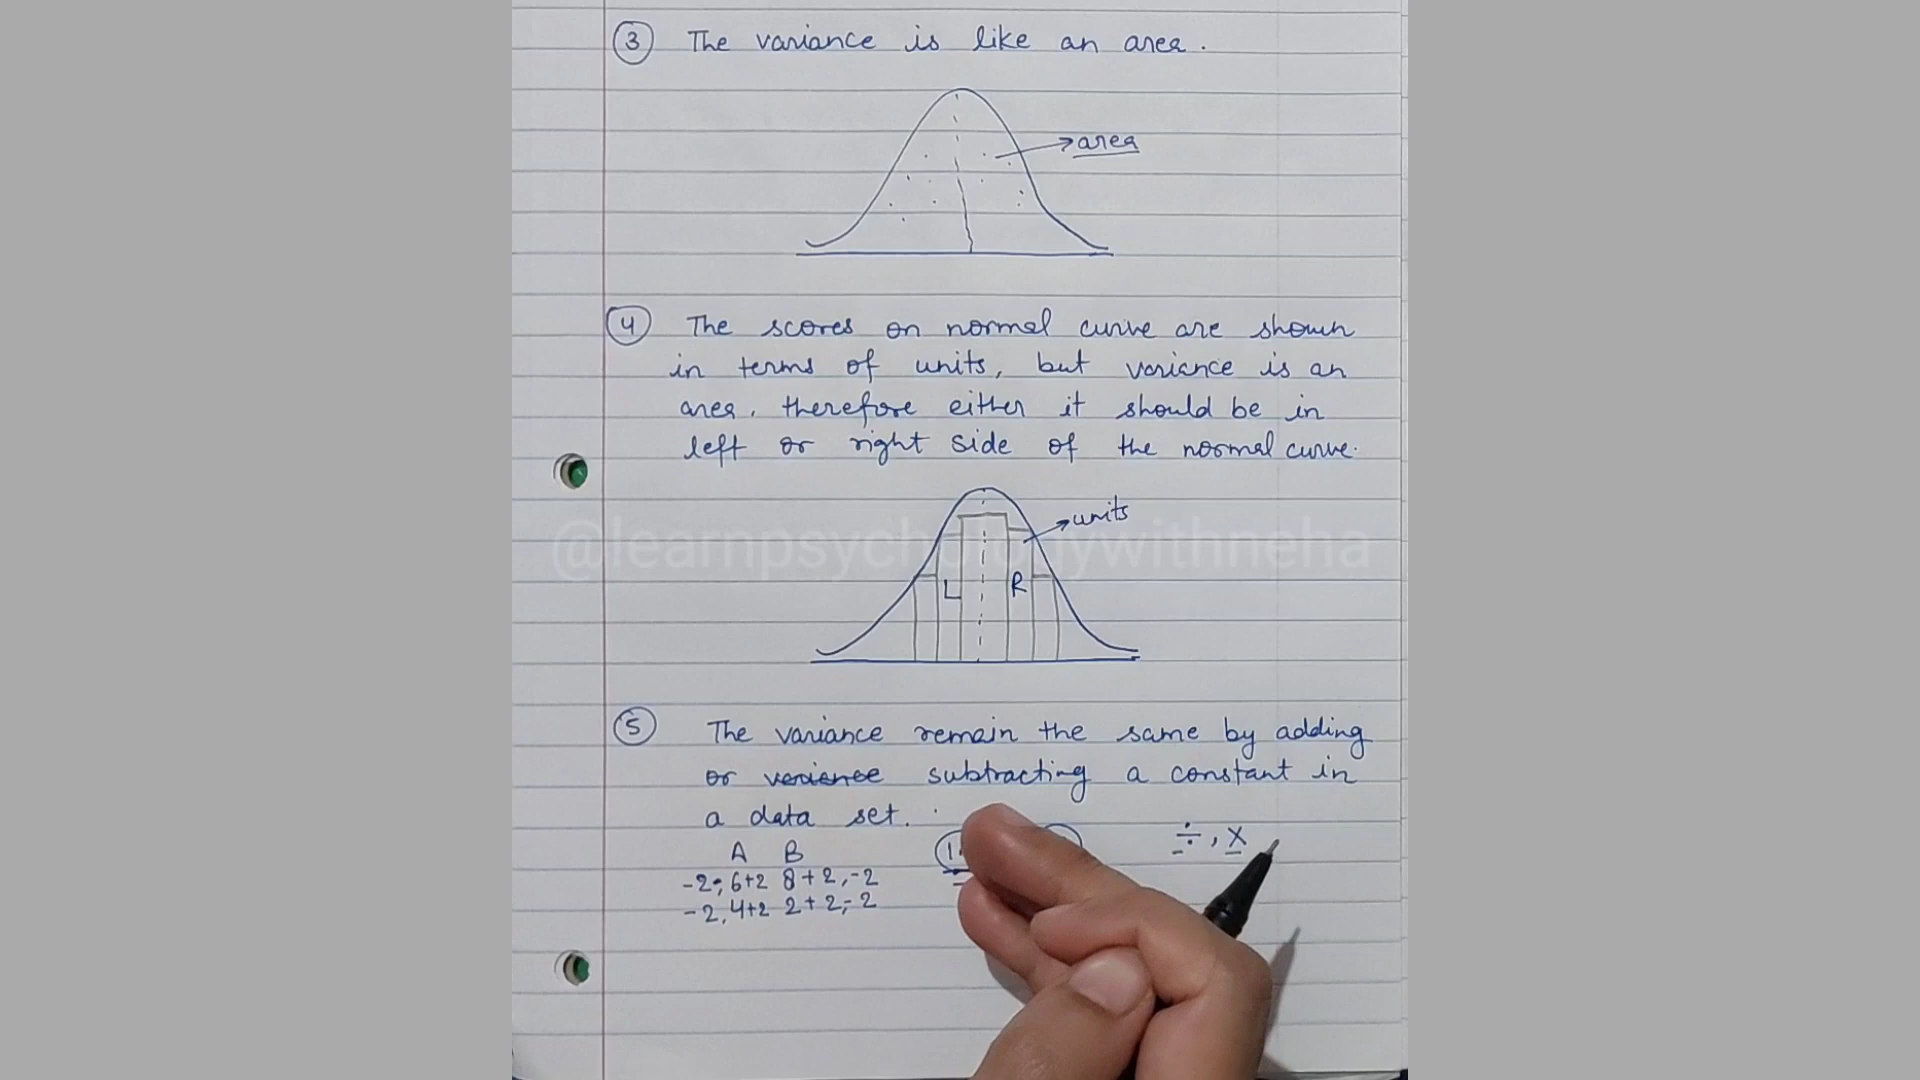 3 The variance is like an area.
area
4 The scores on normal curve are shown
in terms of units, but variance is an
area, therefore either it should be in
left or right side of the normal curve.
units
@learnpsychologywithneha
L R
5 The variance remain the same by adding
or varience subtracting a constant in
a data set.
÷, x
A B
-2, 6+2 8+2,-2
-2, 4+2 2+2,-2